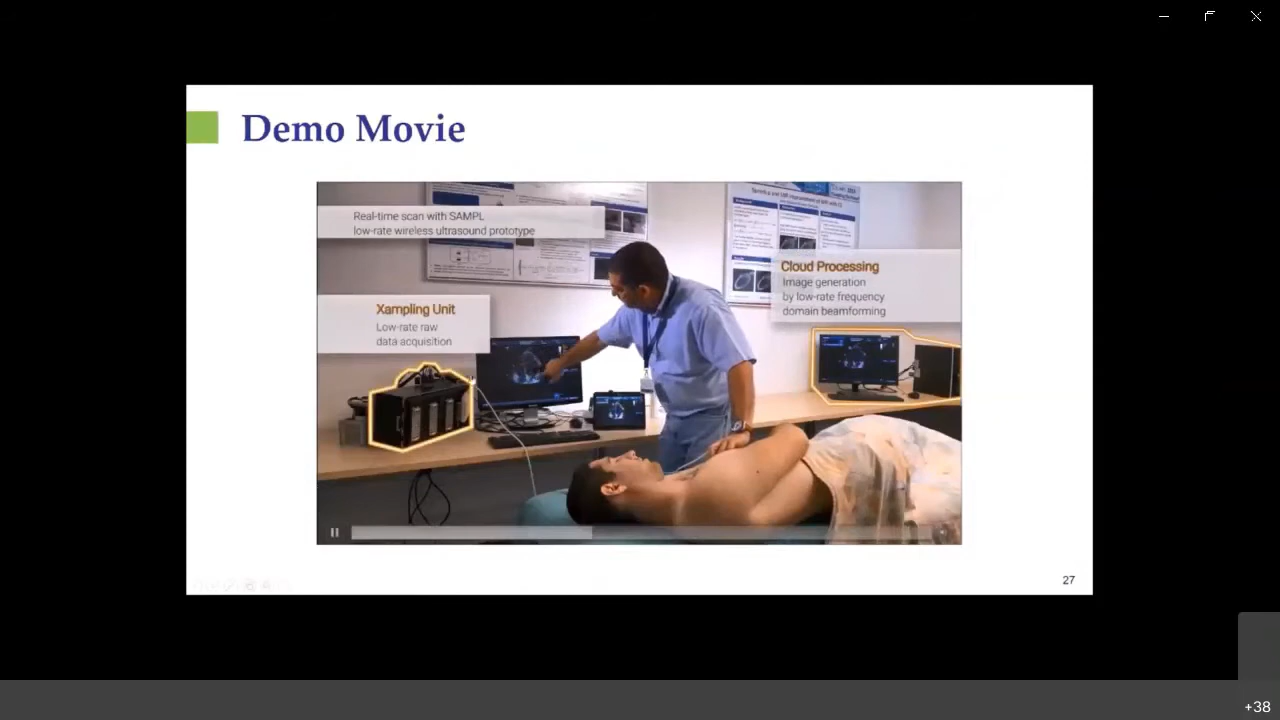 Demo Movie
Real-time scan with SAMPL
low-rate wireless ultrasound prototype
Cloud Processing
Image generation
by low-rate frequency
domain beamforming
Xampling Unit
Low-rate raw
data acquisition
27
+38